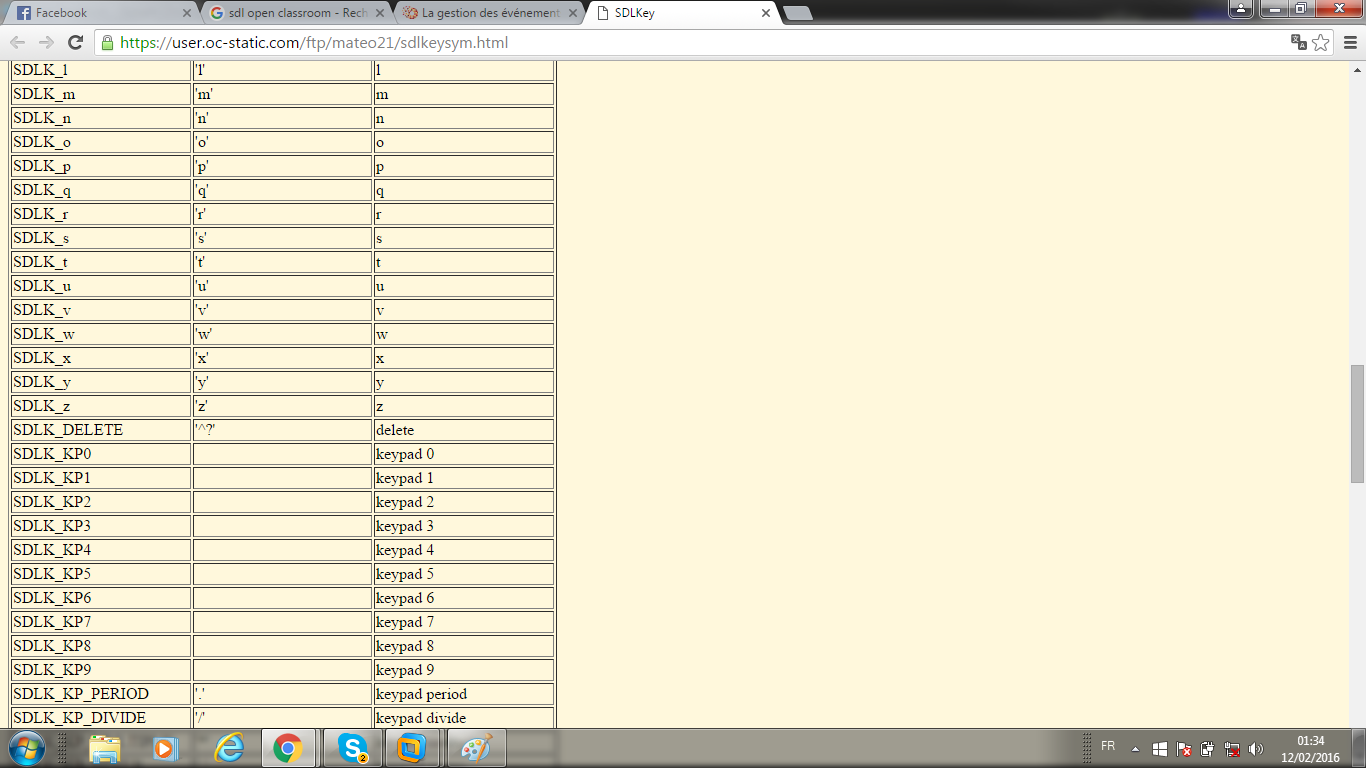 Facebook
sdl open classroom - Rech
La gestion des événement
SDLKey
https://user.oc-static.com/ftp/mateo21/sdlkeysym.html
SDLK_l 'l' l
SDLK_m 'm' m
SDLK_n 'n' n
SDLK_o 'o' o
SDLK_p 'p' p
SDLK_q 'q' q
SDLK_r 'r' r
SDLK_s 's' s
SDLK_t 't' t
SDLK_u 'u' u
SDLK_v 'v' v
SDLK_w 'w' w
SDLK_x 'x' x
SDLK_y 'y' y
SDLK_z 'z' z
SDLK_DELETE '^?' delete
SDLK_KP0 keypad 0
SDLK_KP1 keypad 1
SDLK_KP2 keypad 2
SDLK_KP3 keypad 3
SDLK_KP4 keypad 4
SDLK_KP5 keypad 5
SDLK_KP6 keypad 6
SDLK_KP7 keypad 7
SDLK_KP8 keypad 8
SDLK_KP9 keypad 9
SDLK_KP_PERIOD '.' keypad period
SDLK_KP_DIVIDE '/' keypad divide
2
FR
01:34
12/02/2016